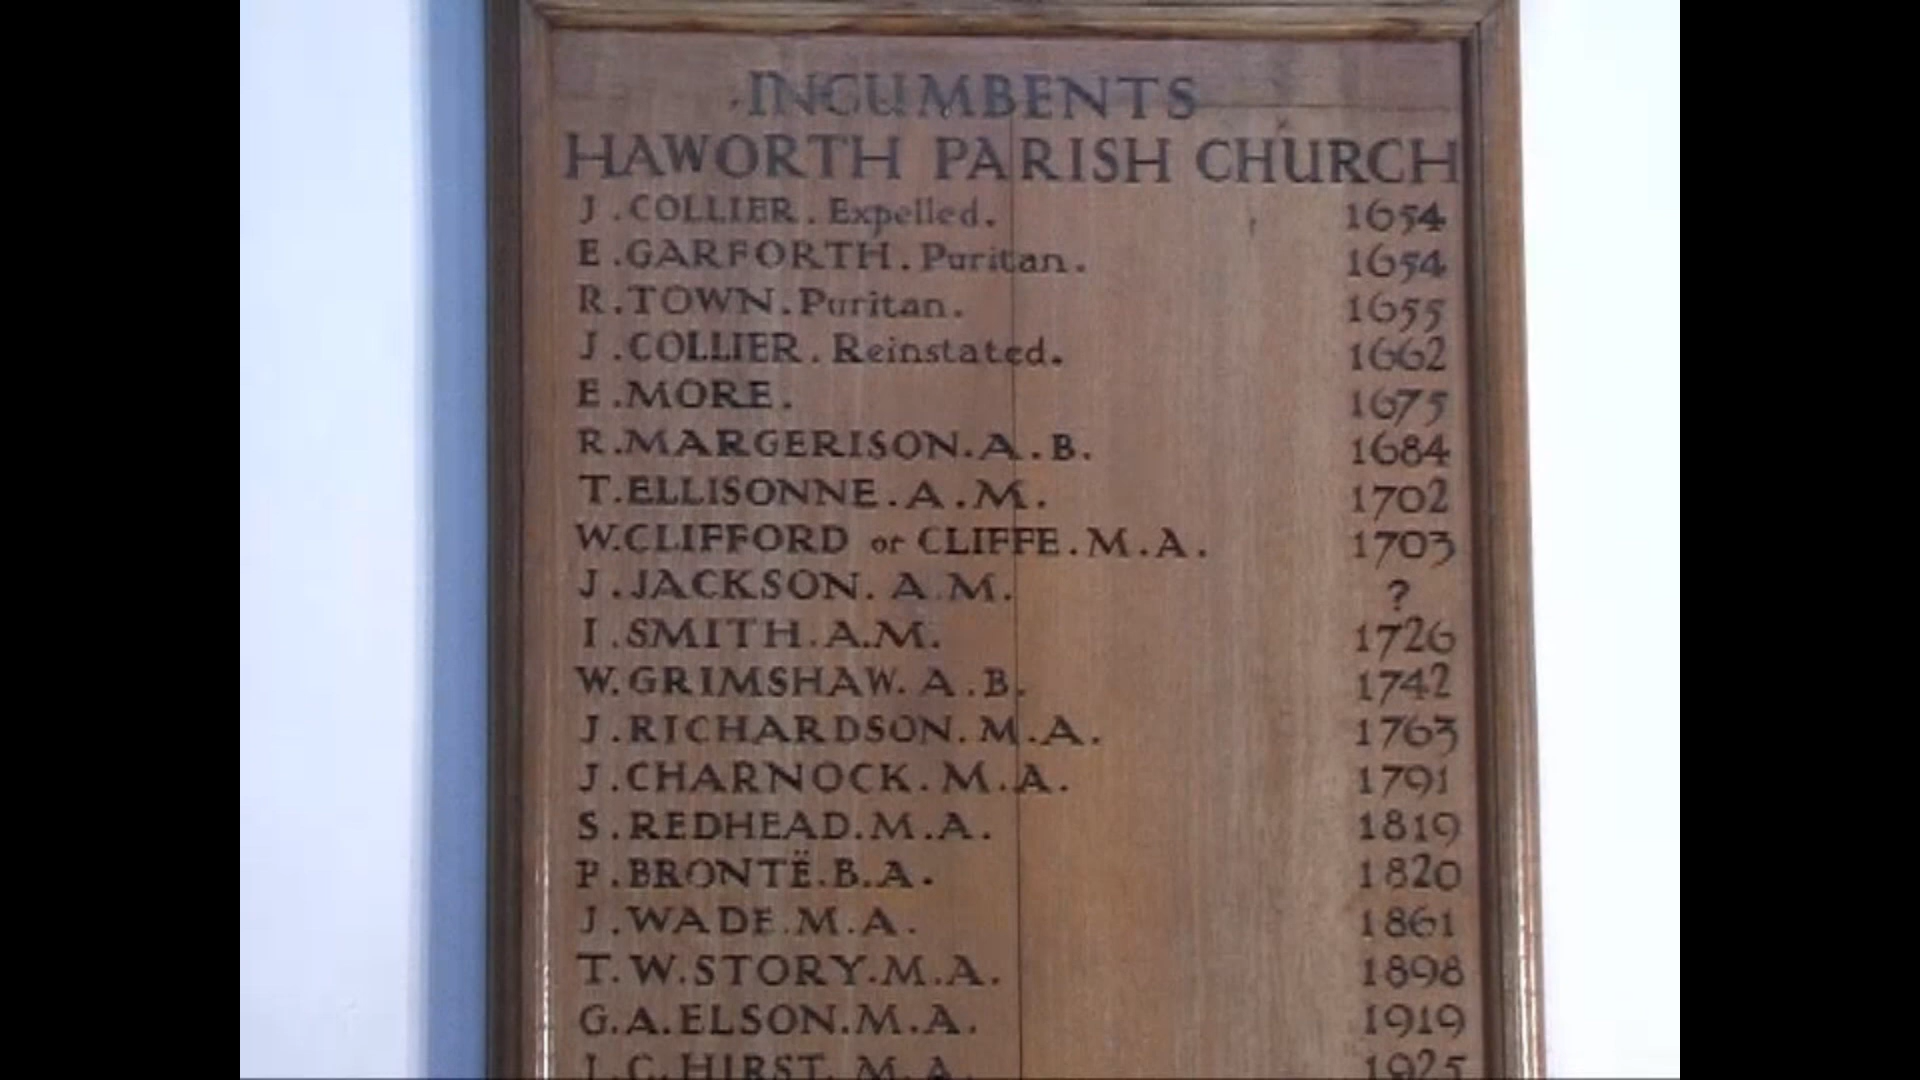 INCUMBENTS
HAWORTH PARISH CHURCH
J. COLLIER. Expelled. 1654
E. GARFORTH. Puritan. 1654
R. TOWN. Puritan. 1655
J. COLLIER. Reinstated. 1662
E. MORE. 1675
R. MARGERISON. A. B. 1684
T. ELLISONNE. A. M. 1702
W. CLIFFORD or CLIFFE. M. A. 1703
J. JACKSON. A. M. ?
I. SMITH. A.M. 1726
W. GRIMSHAW. A. B. 1742
J. RICHARDSON. M. A. 1763
J. CHARNOCK. M. A. 1791
S. REDHEAD. M. A. 1819
P. BRONTË. B. A. 1820
J. WADE. M. A. 1861
T. W. STORY. M. A. 1898
G. A. ELSON. M. A. 1919
J. C. HIRST. M. A. 1925